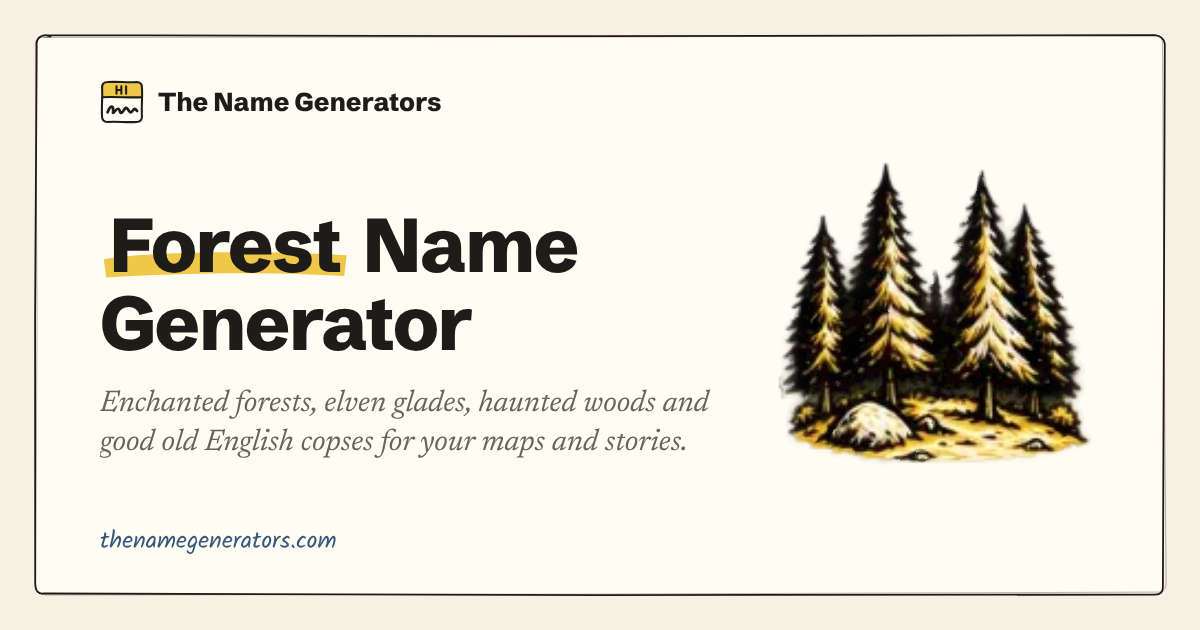 HI
The Name Generators
Forest Name
Generator
Enchanted forests, elven glades, haunted woods and
good old English copses for your maps and stories.
thenamegenerators.com